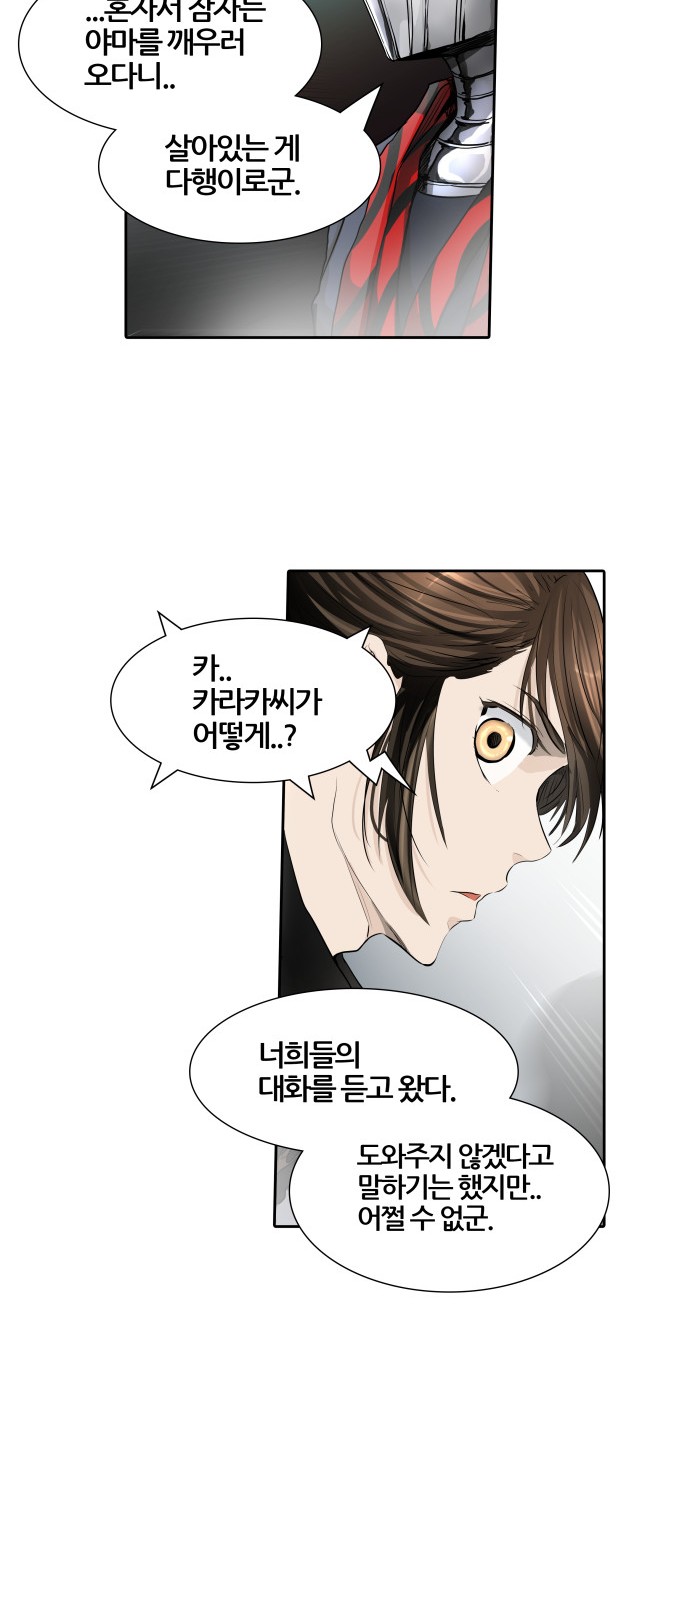 ...혼자서 잠자는
야마를 깨우러
오다니..
살아있는 게
다행이로군.
카..
카라카씨가
어떻게..?
너희들의
대화를 듣고 왔다.
도와주지 않겠다고
말하기는 했지만..
어쩔 수 없군.